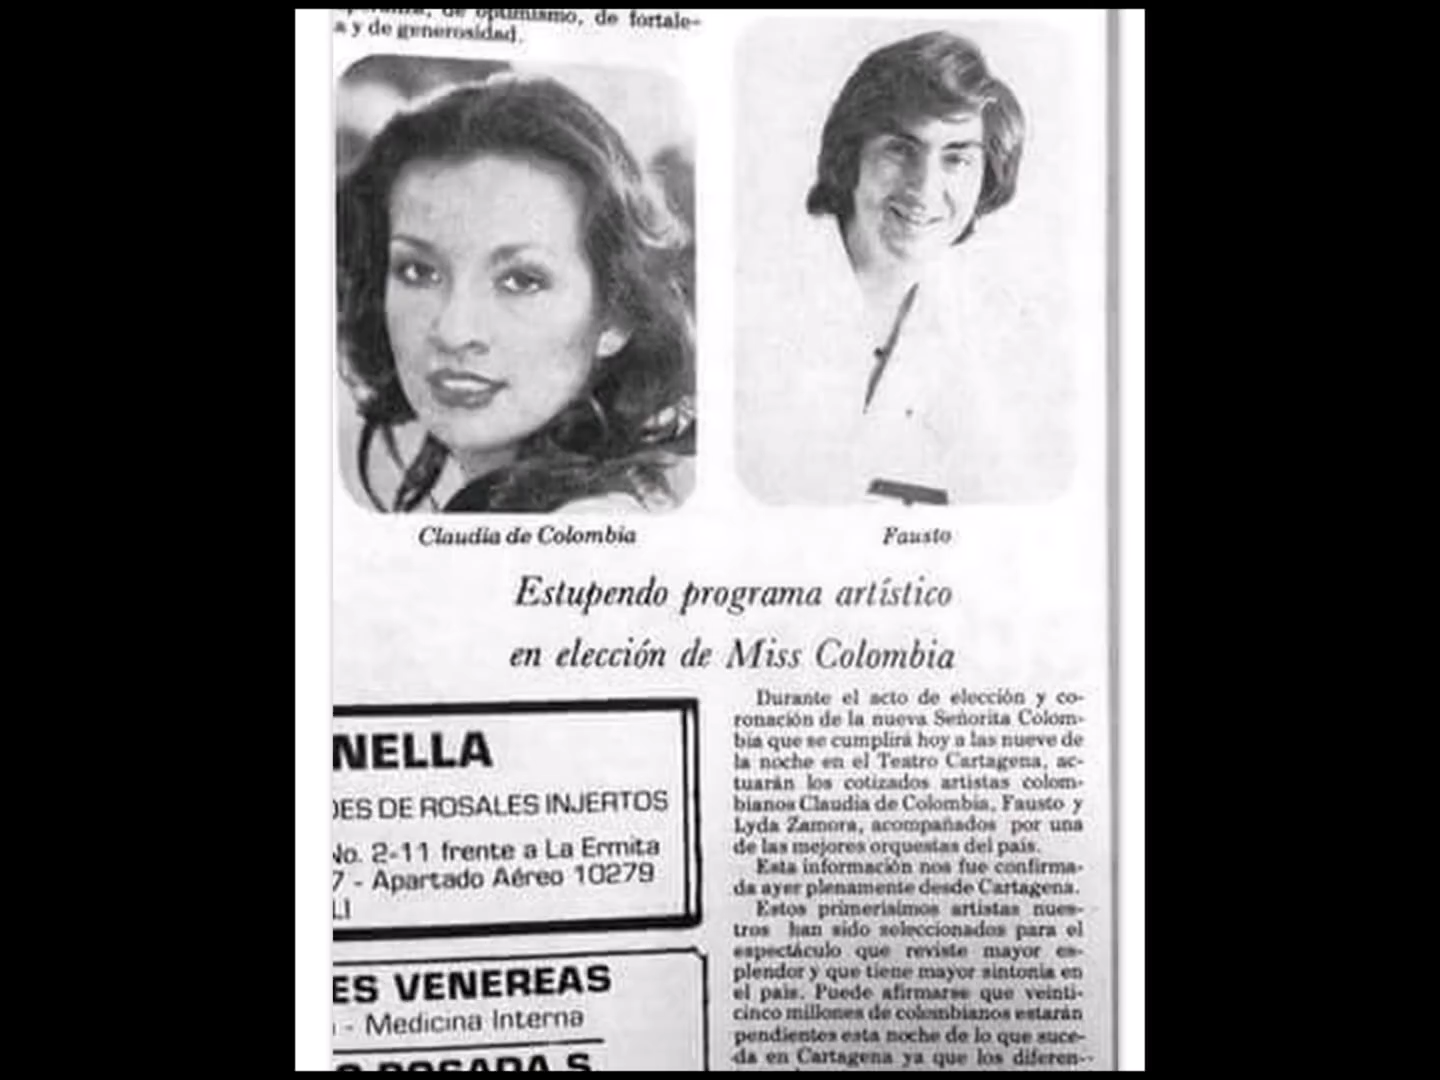 de optimismo, de fortale-
a y de generosidad.
Claudia de Colombia
Fausto
Estupendo programa artístico
en elección de Miss Colombia
NELLA
DES DE ROSALES INJERTOS
No. 2-11 frente a La Ermita
7 - Apartado Aéreo 10279
LI
ES VENEREAS
- Medicina Interna
POSADA S
Durante el acto de elección y co-
ronación de la nueva Señorita Colom-
bia que se cumplirá hoy a las nueve de
la noche en el Teatro Cartagena, ac-
tuarán los cotizados artistas colom-
bianos Claudia de Colombia, Fausto y
Lyda Zamora, acompañados por una
de las mejores orquestas del país.
Esta información nos fue confirma-
da ayer plenamente desde Cartagena.
Estos primerísimos artistas nues-
tros han sido seleccionados para el
espectáculo que reviste mayor es-
plendor y que tiene mayor sintonía en
el país. Puede afirmarse que veinti-
cinco millones de colombianos estarán
pendientes esta noche de lo que suce-
da en Cartagena ya que los diferen-